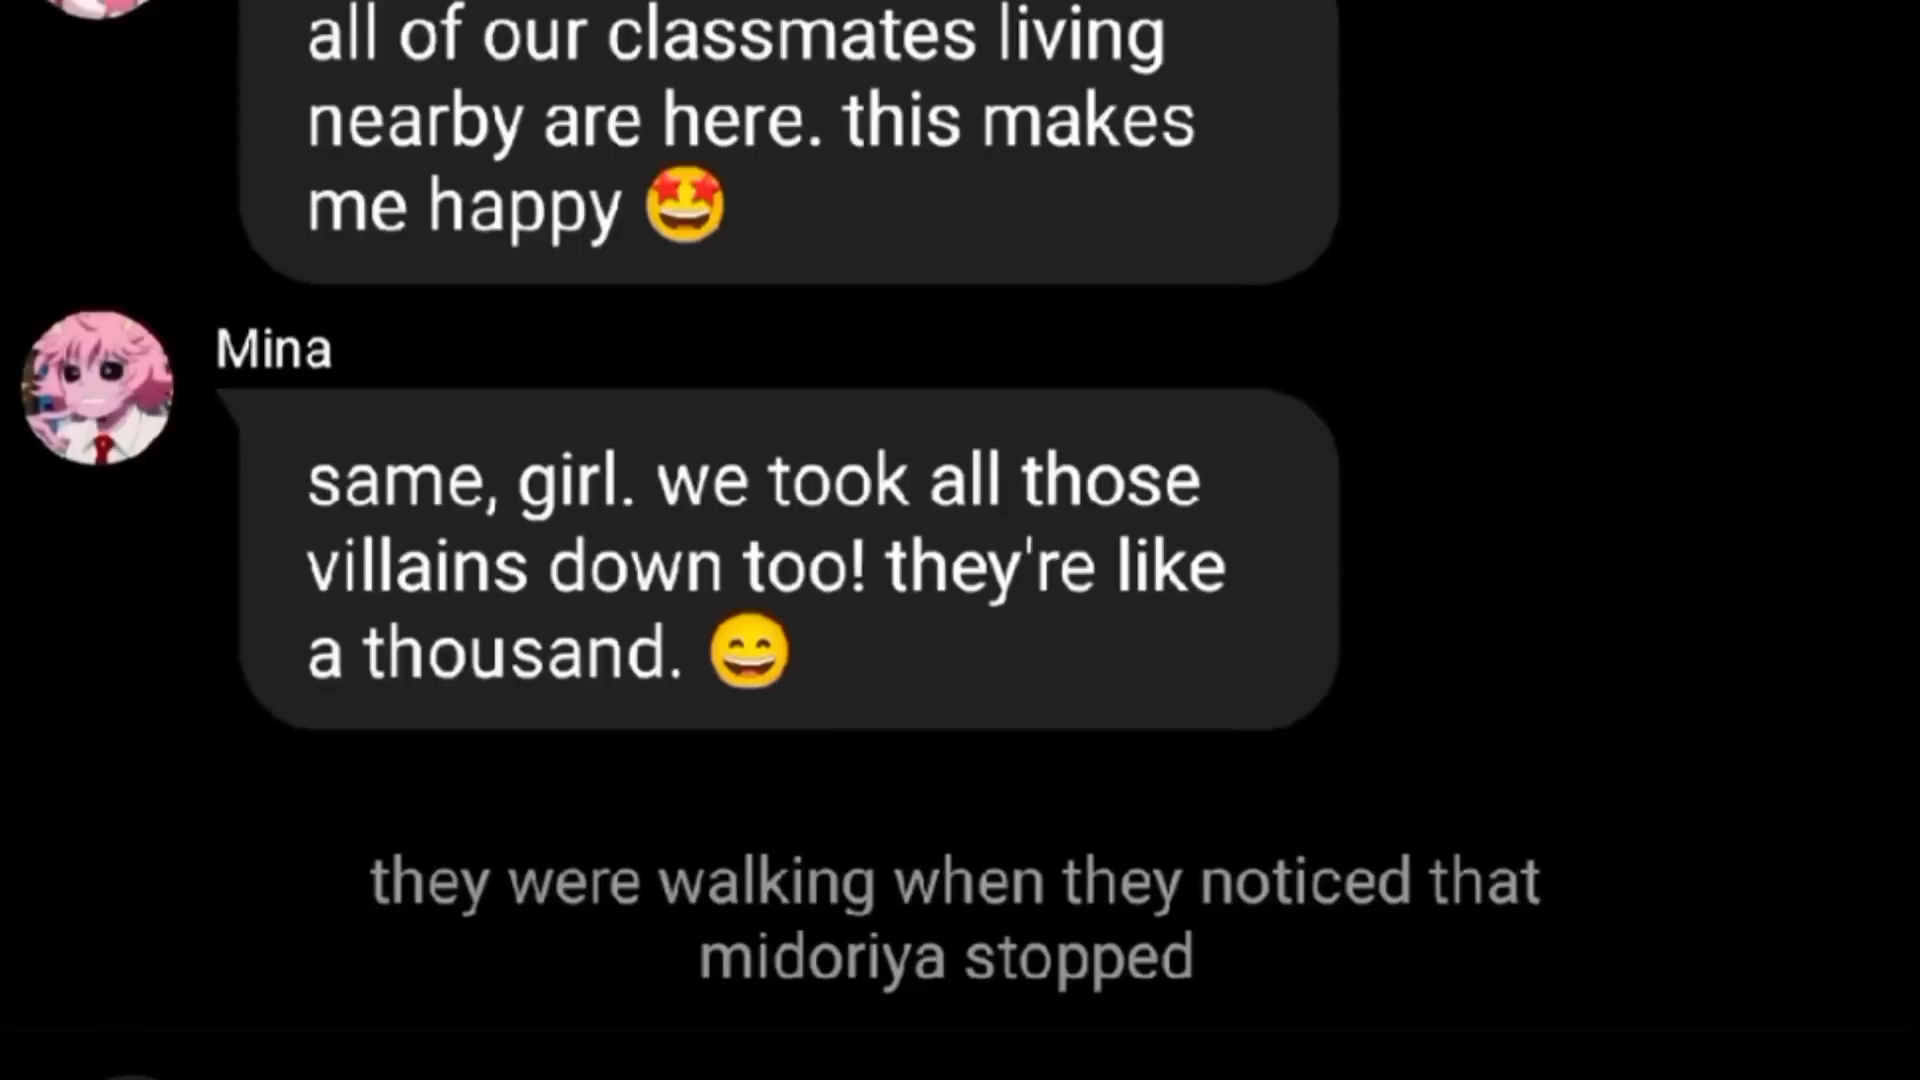 all of our classmates living
nearby are here. this makes
me happy 🤩
Mina
same, girl. we took all those
villains down too! they're like
a thousand. 😄
they were walking when they noticed that
midoriya stopped